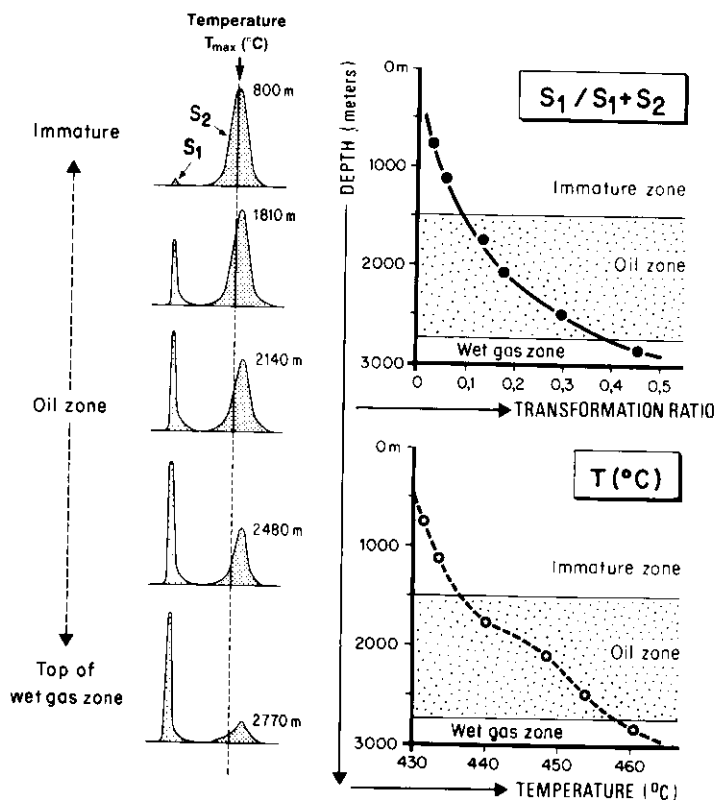 Temperature
Tmax (°C)
800 m
S2
S1
Immature
1810m
2140 m
Oil zone
2480 m
Top of
wet gas zone
2770m
DEPTH (meters)
0m
1000
2000
3000
S1 / S1 + S2
Immature zone
Oil zone
Wet gas zone
0
0,1
0,2
0,3
0,4
0,5
TRANSFORMATION RATIO
0m
1000
2000
3000
T (°C)
Immature zone
Oil zone
Wet gas zone
430
440
450
460
TEMPERATURE (°C)